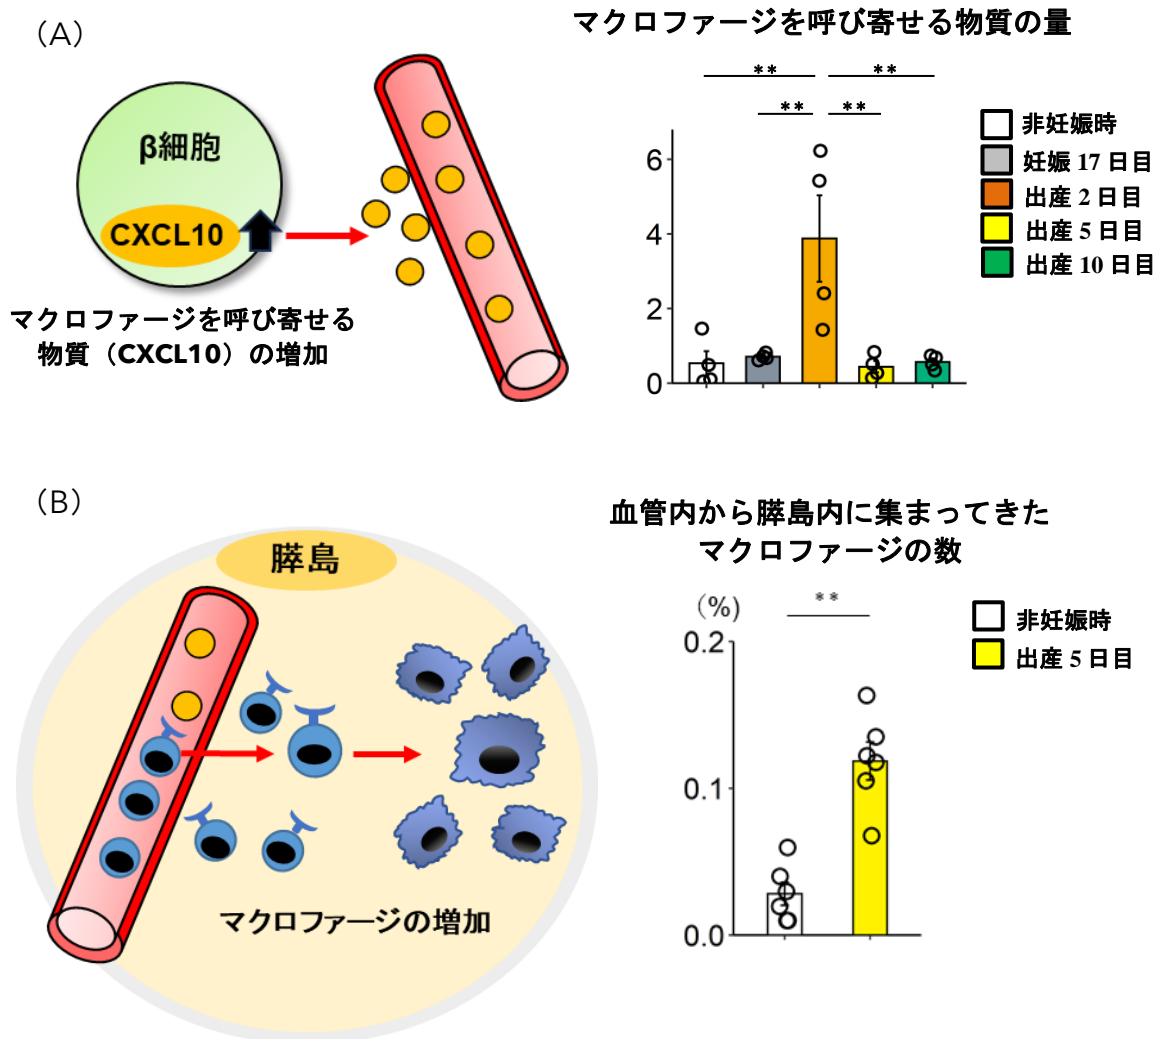 (A)
β細胞
CXCL10
マクロファージを呼び寄せる
物質（CXCL10）の増加
マクロファージを呼び寄せる物質の量
** **
** **
6
4
2
0
非妊娠時
妊娠 17 日目
出産 2 日目
出産 5 日目
出産 10 日目
(B)
膵島
マクロファージの増加
血管内から膵島内に集まってきた
マクロファージの数
(%)
**
0.2
0.1
0.0
非妊娠時
出産 5 日目